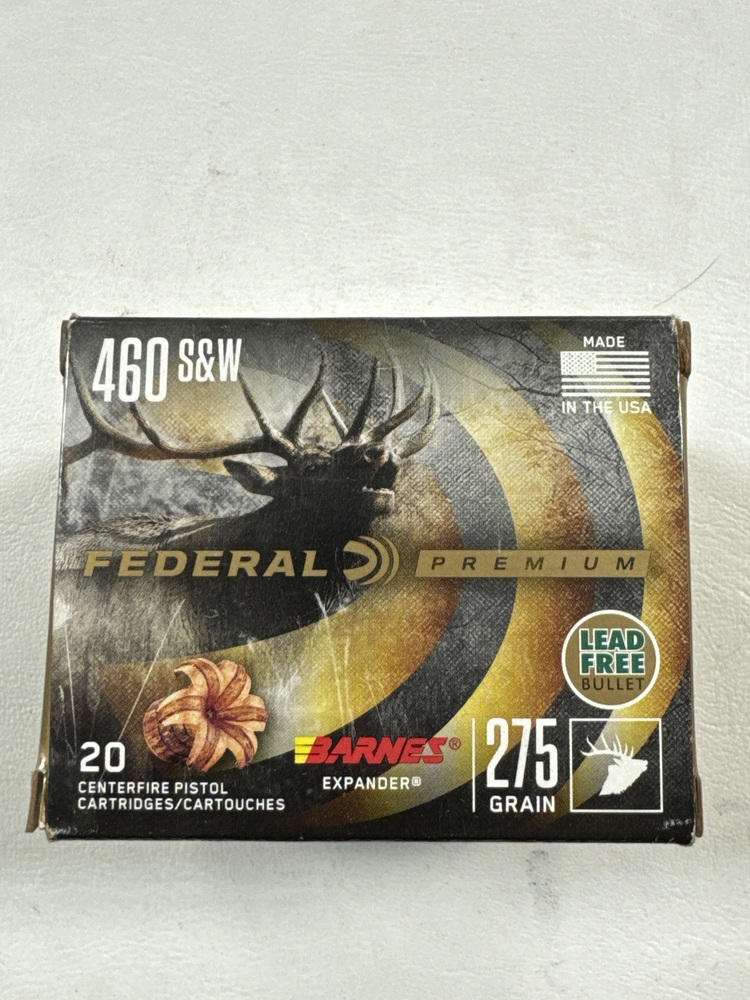 460 S&W
MADE
IN THE USA
FEDERAL PREMIUM
LEAD
FREE
BULLET
20
CENTERFIRE PISTOL
CARTRIDGES/CARTOUCHES
BARNES®
EXPANDER®
275
GRAIN